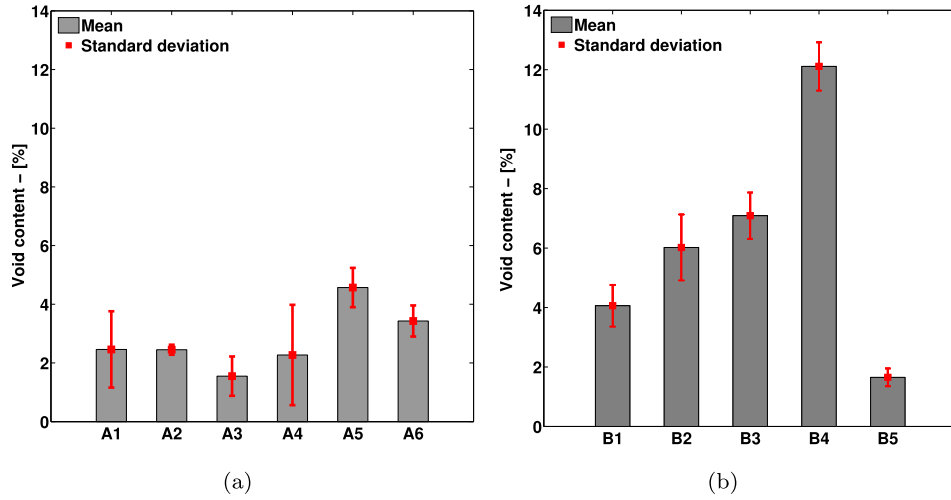 14
12
10
8
6
4
2
0
Void content – [%]
Mean
Standard deviation
A1 A2 A3 A4 A5 A6
(a)
14
12
10
8
6
4
2
0
Void content – [%]
Mean
Standard deviation
B1 B2 B3 B4 B5
(b)